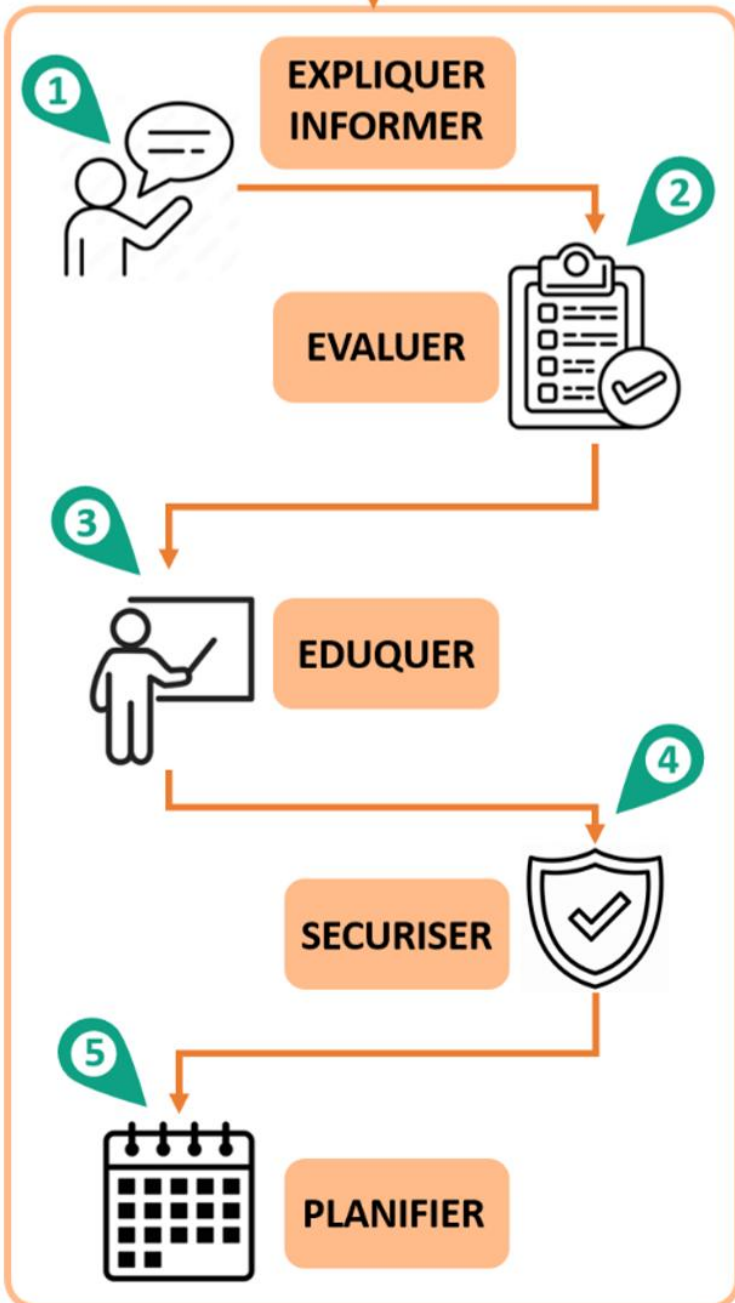 1
EXPLIQUER
INFORMER
2
EVALUER
3
EDUQUER
4
SECURISER
5
PLANIFIER